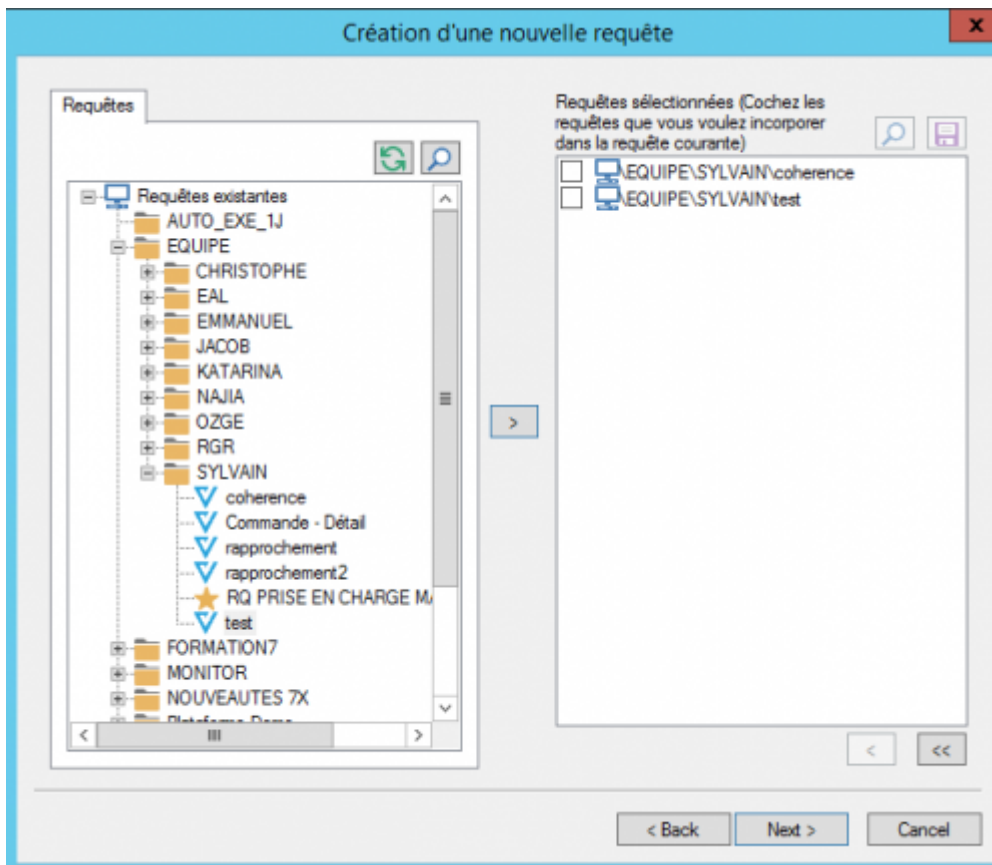 Création d'une nouvelle requête
x
Requêtes
Requêtes existantes
AUTO_EXE_1J
EQUIPE
CHRISTOPHE
EAL
EMMANUEL
JACOB
KATARINA
NAJIA
OZGE
RGR
SYLVAIN
coherence
Commande - Détail
rapprochement
rapprochement2
RQ PRISE EN CHARGE
test
FORMATION7
MONITOR
NOUVEAUTES 7X
>
Requêtes sélectionnées (Cochez les
requêtes que vous voulez incorporer
dans la requête courante)
\EQUIPE\SYLVAIN\coherence
\EQUIPE\SYLVAIN\test
<
<<
< Back
Next >
Cancel